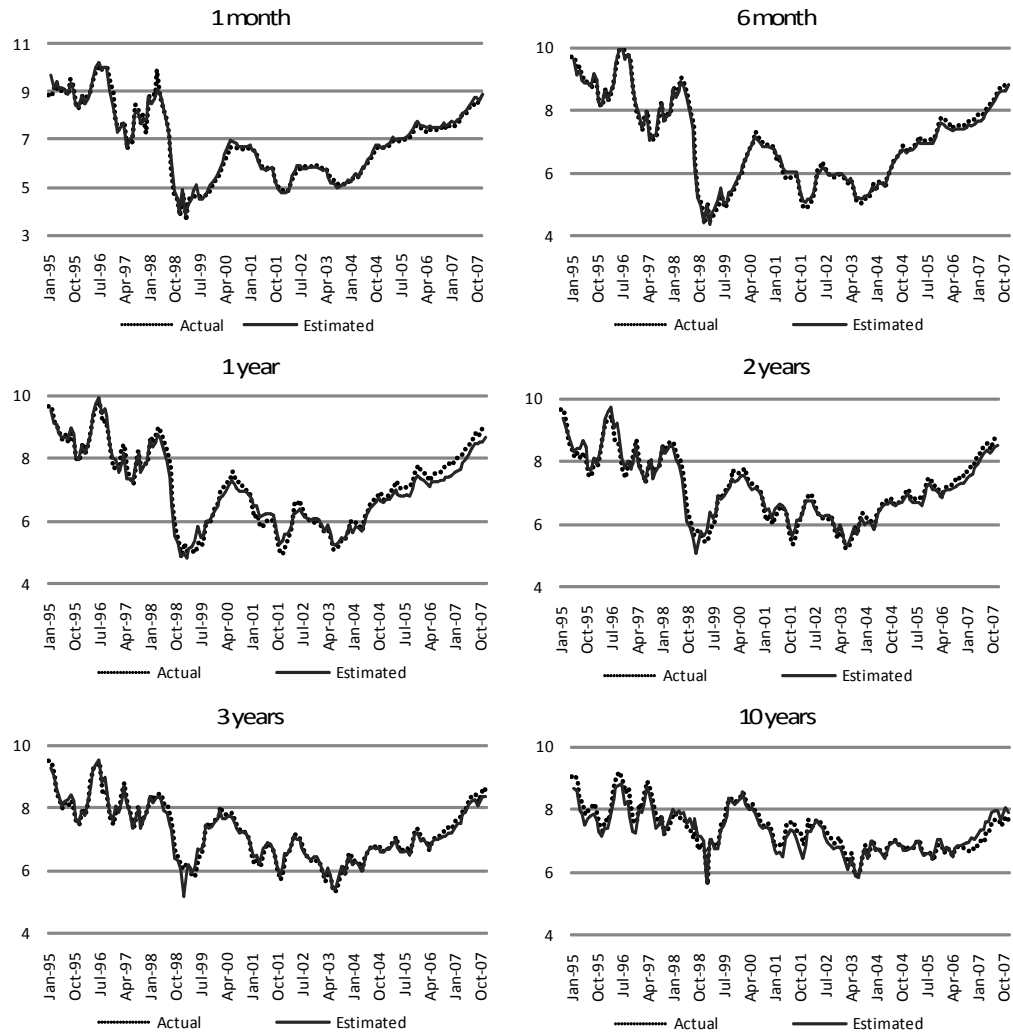 1 month
11
9
7
5
3
Jan-95
Oct-95
Jul-96
Apr-97
Jan-98
Oct-98
Jul-99
Apr-00
Jan-01
Oct-01
Jul-02
Apr-03
Jan-04
Oct-04
Jul-05
Apr-06
Jan-07
Oct-07
Actual
Estimated
6 month
10
8
6
4
Jan-95
Oct-95
Jul-96
Apr-97
Jan-98
Oct-98
Jul-99
Apr-00
Jan-01
Oct-01
Jul-02
Apr-03
Jan-04
Oct-04
Jul-05
Apr-06
Jan-07
Oct-07
Actual
Estimated
1 year
10
8
6
4
Jan-95
Oct-95
Jul-96
Apr-97
Jan-98
Oct-98
Jul-99
Apr-00
Jan-01
Oct-01
Jul-02
Apr-03
Jan-04
Oct-04
Jul-05
Apr-06
Jan-07
Oct-07
Actual
Estimated
2 years
10
8
6
4
Jan-95
Oct-95
Jul-96
Apr-97
Jan-98
Oct-98
Jul-99
Apr-00
Jan-01
Oct-01
Jul-02
Apr-03
Jan-04
Oct-04
Jul-05
Apr-06
Jan-07
Oct-07
Actual
Estimated
3 years
10
8
6
4
Jan-95
Oct-95
Jul-96
Apr-97
Jan-98
Oct-98
Jul-99
Apr-00
Jan-01
Oct-01
Jul-02
Apr-03
Jan-04
Oct-04
Jul-05
Apr-06
Jan-07
Oct-07
Actual
Estimated
10 years
10
8
6
4
Jan-95
Oct-95
Jul-96
Apr-97
Jan-98
Oct-98
Jul-99
Apr-00
Jan-01
Oct-01
Jul-02
Apr-03
Jan-04
Oct-04
Jul-05
Apr-06
Jan-07
Oct-07
Actual
Estimated